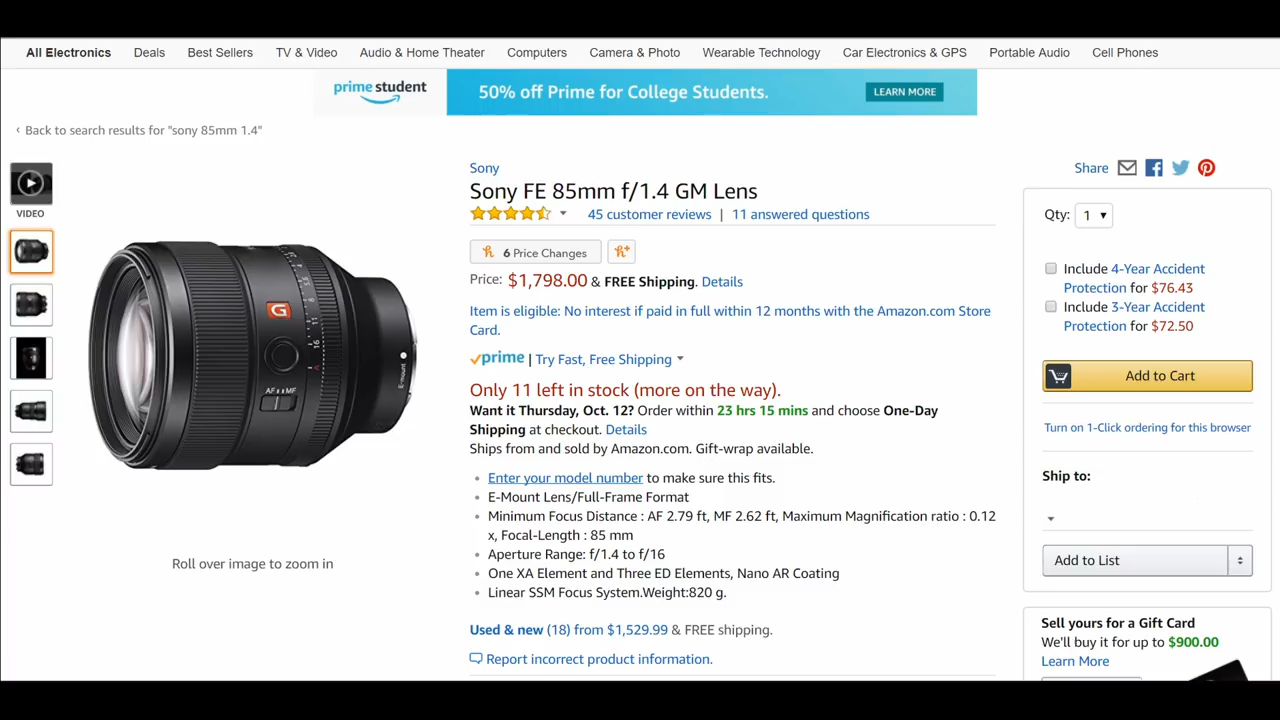 All Electronics Deals Best Sellers TV & Video Audio & Home Theater Computers Camera & Photo Wearable Technology Car Electronics & GPS Portable Audio Cell Phones
prime student
50% off Prime for College Students.
LEARN MORE
‹ Back to search results for "sony 85mm 1.4"
VIDEO
G
AF MF
E-mount
Roll over image to zoom in
Sony
Sony FE 85mm f/1.4 GM Lens
45 customer reviews | 11 answered questions
6 Price Changes
Price: $1,798.00 & FREE Shipping. Details
Item is eligible: No interest if paid in full within 12 months with the Amazon.com Store
Card.
prime | Try Fast, Free Shipping
Only 11 left in stock (more on the way).
Want it Thursday, Oct. 12? Order within 23 hrs 15 mins and choose One-Day
Shipping at checkout. Details
Ships from and sold by Amazon.com. Gift-wrap available.
• Enter your model number to make sure this fits.
• E-Mount Lens/Full-Frame Format
• Minimum Focus Distance : AF 2.79 ft, MF 2.62 ft, Maximum Magnification ratio : 0.12
x, Focal-Length : 85 mm
• Aperture Range: f/1.4 to f/16
• One XA Element and Three ED Elements, Nano AR Coating
• Linear SSM Focus System.Weight:820 g.
Used & new (18) from $1,529.99 & FREE shipping.
Report incorrect product information.
Share
Qty: 1
Include 4-Year Accident
Protection for $76.43
Include 3-Year Accident
Protection for $72.50
Add to Cart
Turn on 1-Click ordering for this browser
Ship to:
Add to List
Sell yours for a Gift Card
We'll buy it for up to $900.00
Learn More